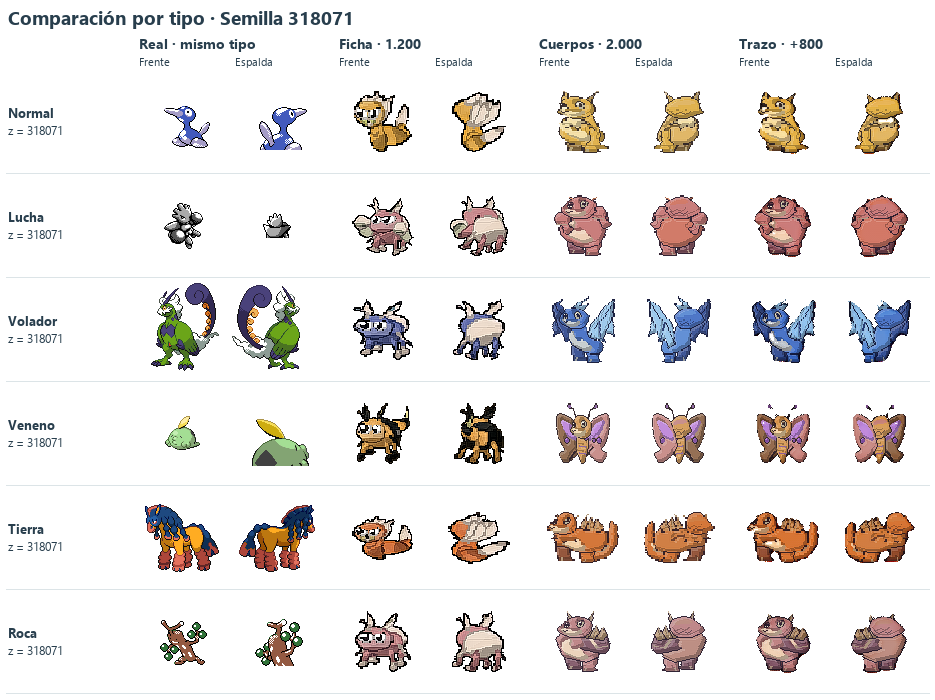 Comparación por tipo · Semilla 318071
Real · mismo tipo Ficha · 1.200 Cuerpos · 2.000 Trazo · +800
Frente Espalda Frente Espalda Frente Espalda Frente Espalda
Normal
z = 318071
Lucha
z = 318071
Volador
z = 318071
Veneno
z = 318071
Tierra
z = 318071
Roca
z = 318071